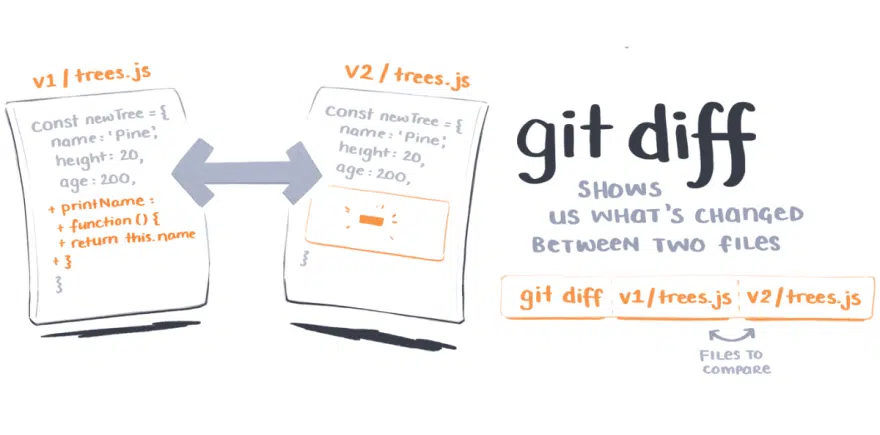 v1/trees.js
const newTree = {
name: 'Pine',
height: 20,
age: 200,
+ printName:
+ function () {
+ return this.name
+ }
}
v2/trees.js
const newTree = {
name: 'Pine',
height: 20,
age: 200,
}
git diff
SHOWS
US WHAT'S CHANGED
BETWEEN TWO FILES
git diff v1/trees.js v2/trees.js
FILES TO
COMPARE